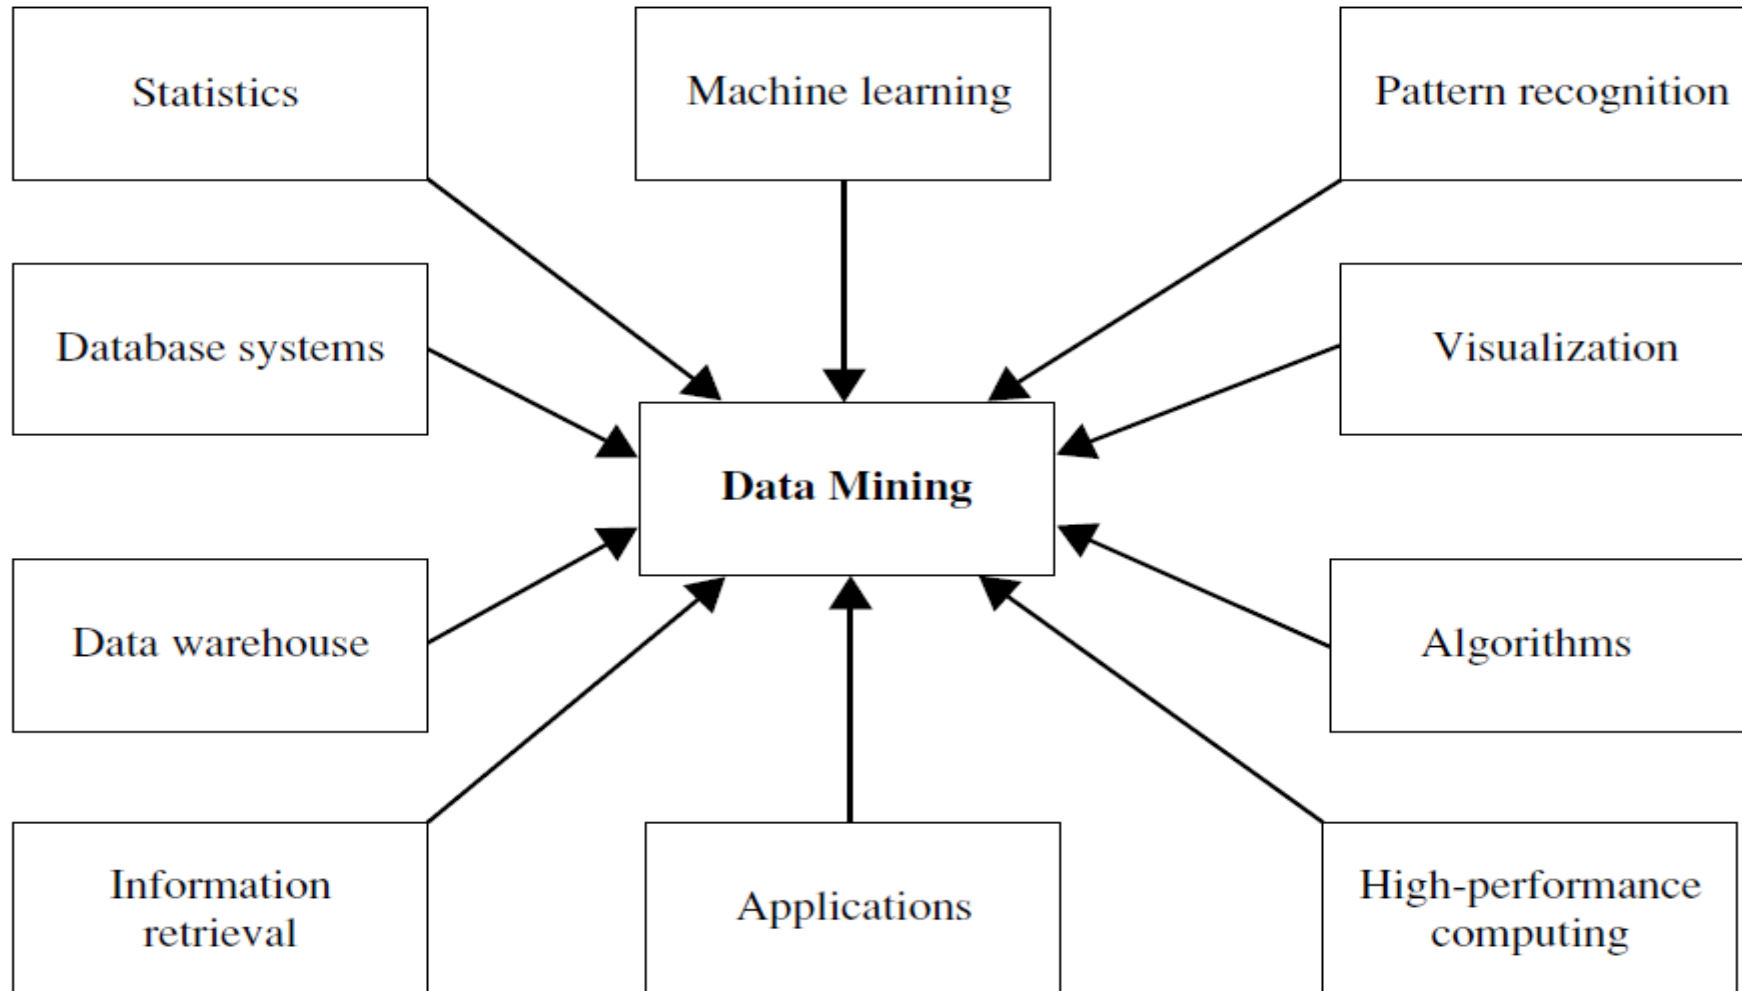 Statistics
Machine learning
Pattern recognition
Database systems
Visualization
Data Mining
Data warehouse
Algorithms
Information
retrieval
Applications
High-performance
computing